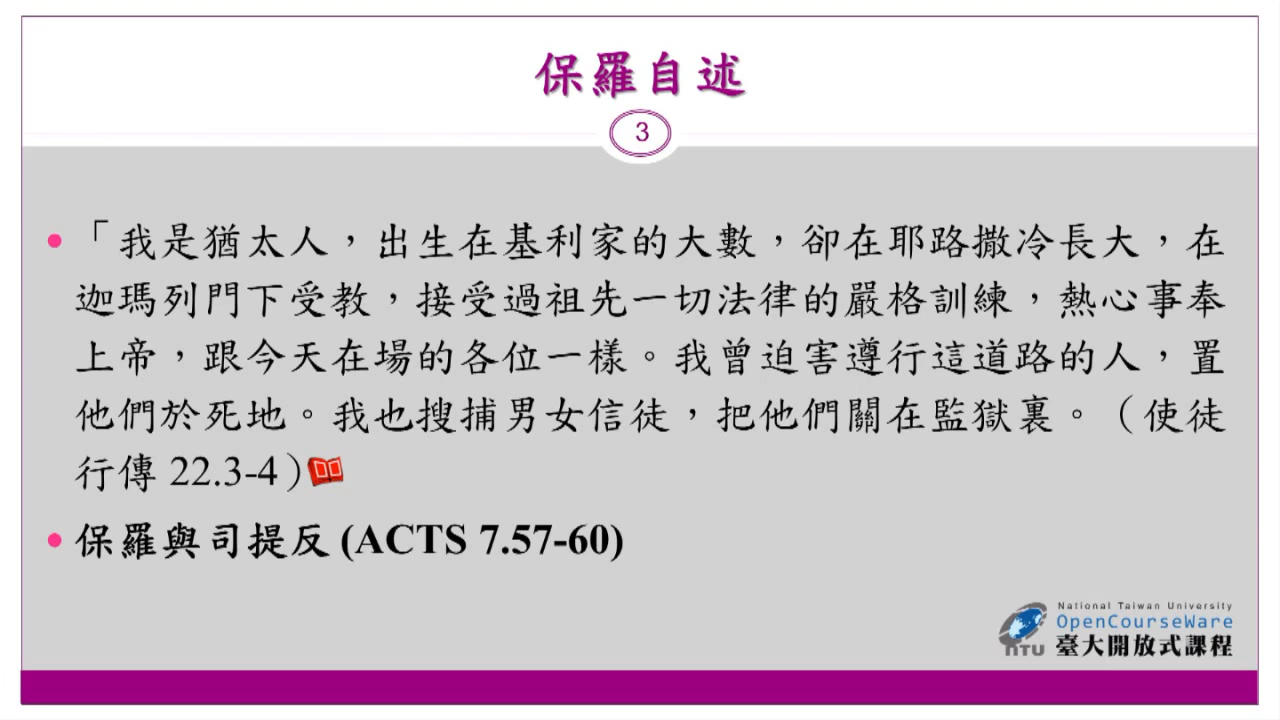 保羅自述
3
「我是猶太人，出生在基利家的大數，卻在耶路撒冷長大，在
迦瑪列門下受教，接受過祖先一切法律的嚴格訓練，熱心事奉
上帝，跟今天在場的各位一樣。我曾迫害遵行這道路的人，置
他們於死地。我也搜捕男女信徒，把他們關在監獄裏。（使徒
行傳 22.3-4）
保羅與司提反 (ACTS 7.57-60)
National Taiwan University
OpenCourseWare
NTU 臺大開放式課程